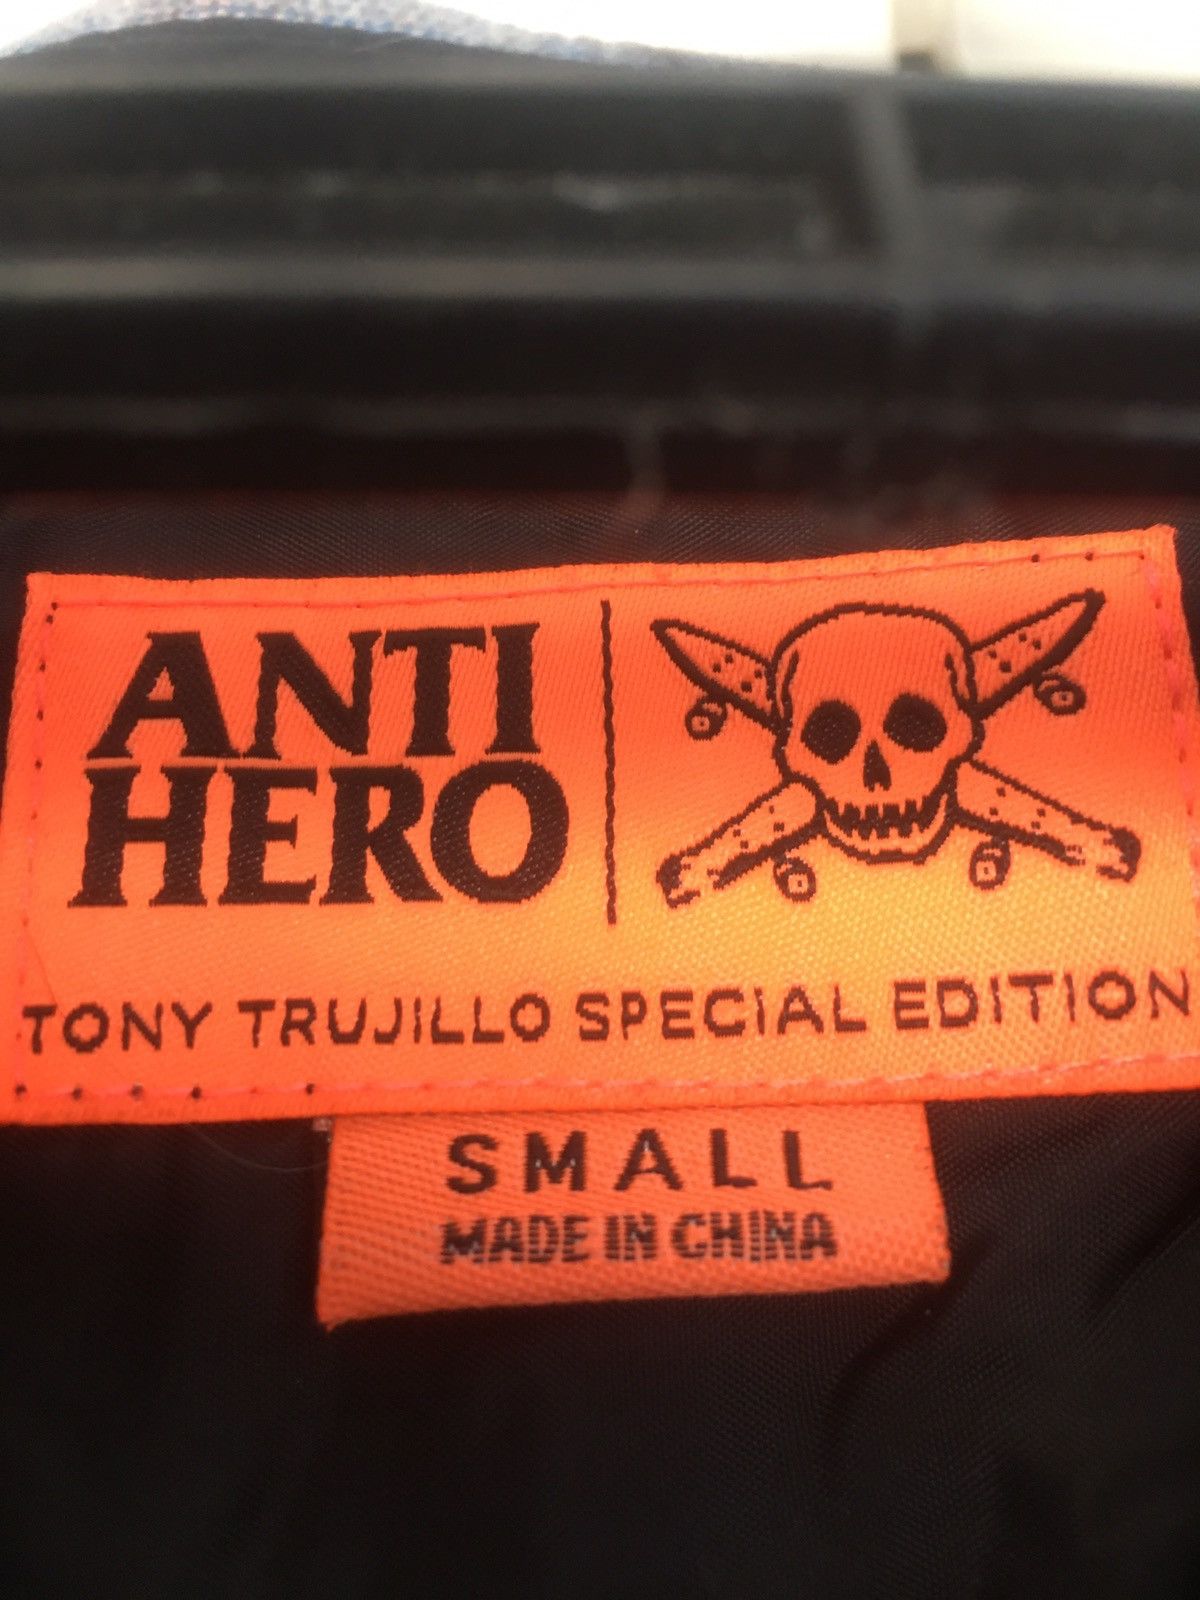 ANTI
HERO
TONY TRUJILLO SPECIAL EDITION
SMALL
MADE IN CHINA